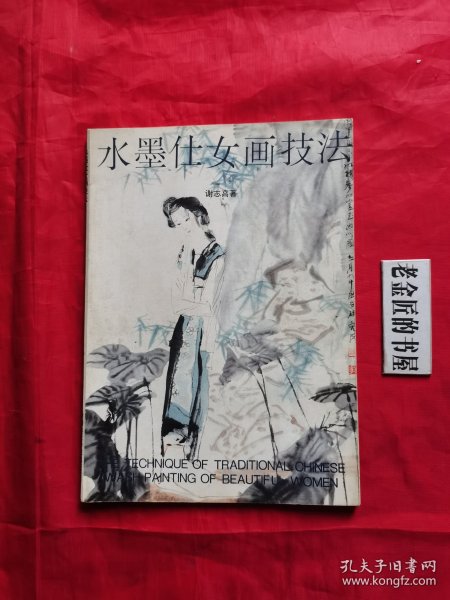 水墨仕女画技法
谢志高著
THE TECHNIQUE OF TRADITIONAL CHINESE
WASH PAINTING OF BEAUTIFUL WOMEN
老金匠的书屋
孔夫子旧书网
www.kongfz.com